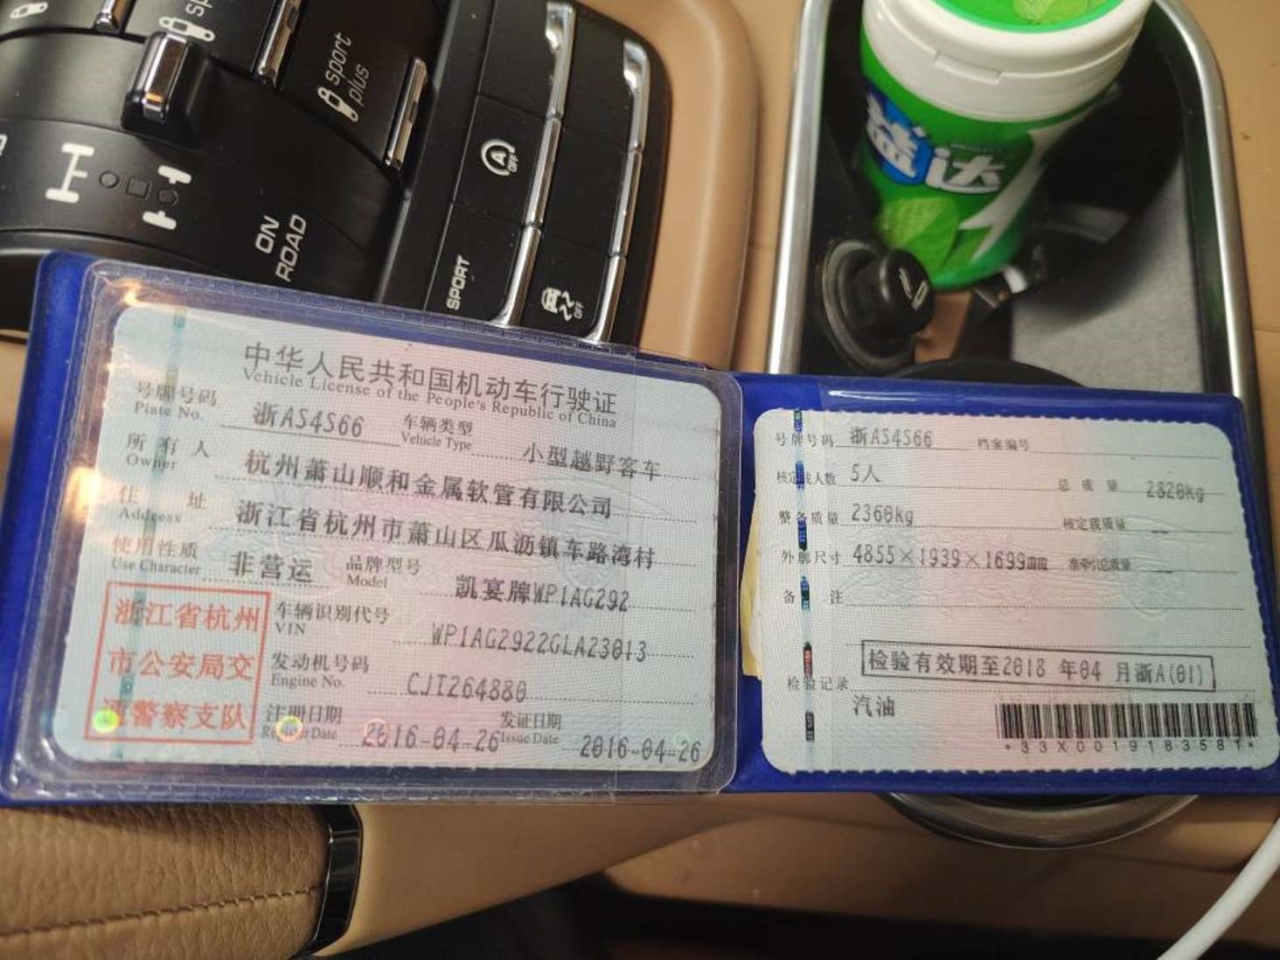 sport plus
A OFF
ON ROAD
SPORT
OFF
益达
中华人民共和国机动车行驶证
Vehicle License of the People's Republic of China
号牌号码 Plate No. 浙AS4S66 车辆类型 Vehicle Type 小型越野客车
所有人 Owner 杭州萧山顺和金属软管有限公司
住址 Address 浙江省杭州市萧山区瓜沥镇车路湾村
使用性质 Use Character 非营运 品牌型号 Model 凯宴牌WP1AG292
车辆识别代号 VIN WP1AG2922GLA23013
发动机号码 Engine No. CJT264880
注册日期 Register Date 2016-04-26 发证日期 Issue Date 2016-04-26
浙江省杭州
市公安局交
通警察支队
号牌号码 浙AS4S66 档案编号
核定载人数 5人 总质量 2820kg
整备质量 2360kg 核定载质量 --
外廓尺寸 4855×1939×1699mm 准牵引总质量
备注
检验有效期至2018 年04 月浙A(01)
检验记录
汽油
*33X0019183581*